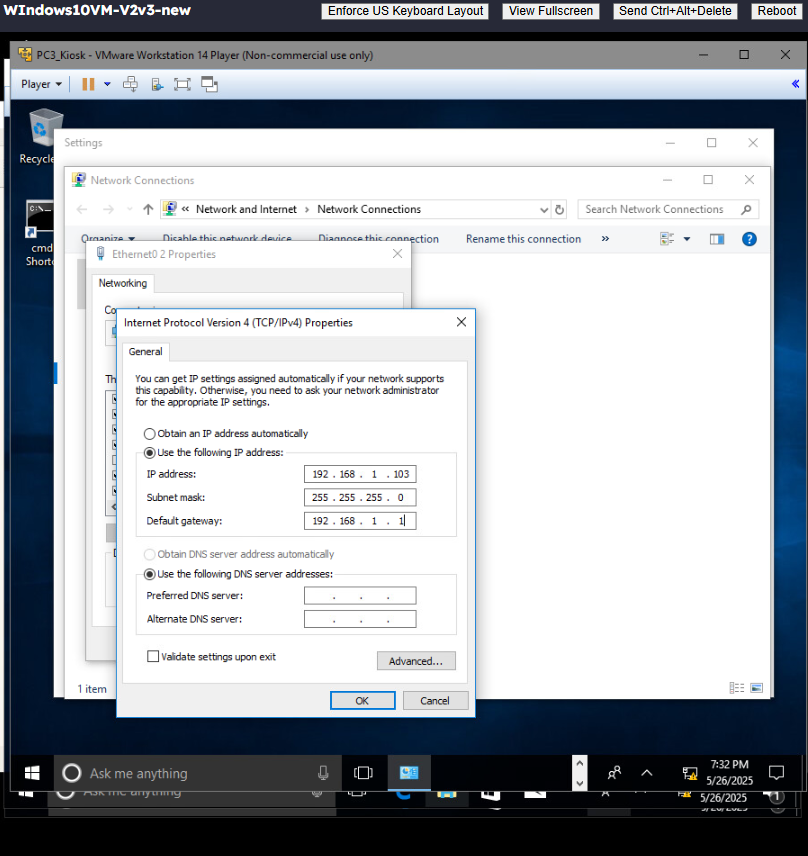 WIndows10VM-V2v3-new
Enforce US Keyboard Layout
View Fullscreen
Send Ctrl+Alt+Delete
Reboot
PC3_Kiosk - VMware Workstation 14 Player (Non-commercial use only)
Player
Recycle
Settings
Network Connections
Network and Internet
Network Connections
Search Network Connections
C:\
cmd
Shortc
Organize
Disable this network device
Diagnose this connection
Rename this connection
»
Ethernet0 2 Properties
Networking
Co
Th
Internet Protocol Version 4 (TCP/IPv4) Properties
General
You can get IP settings assigned automatically if your network supports
this capability. Otherwise, you need to ask your network administrator
for the appropriate IP settings.
Obtain an IP address automatically
Use the following IP address:
IP address:
192 . 168 . 1 . 103
Subnet mask:
255 . 255 . 255 . 0
Default gateway:
192 . 168 . 1 . 1
Obtain DNS server address automatically
Use the following DNS server addresses:
Preferred DNS server:
. . .
Alternate DNS server:
. . .
Validate settings upon exit
Advanced...
1 item
OK
Cancel
Ask me anything
7:32 PM
5/26/2025
Ask me anything
5/26/2025
1